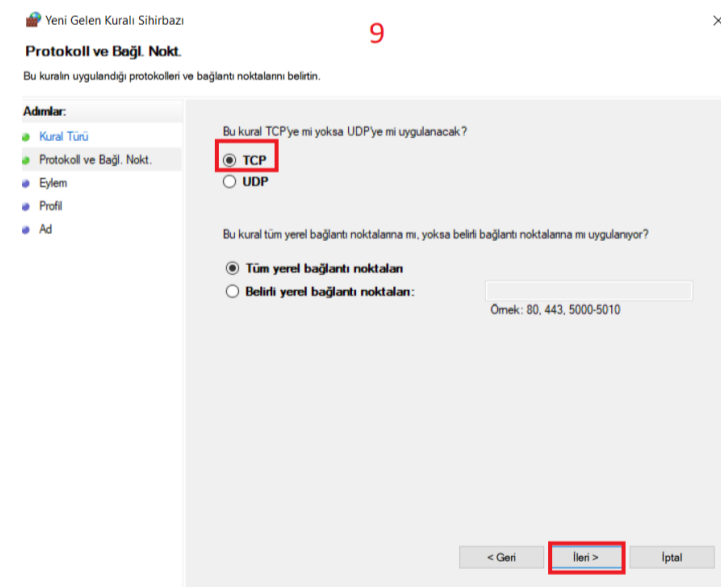 Yeni Gelen Kuralı Sihirbazı
9
Protokoll ve Bağl. Nokt.
Bu kuralın uygulandığı protokolleri ve bağlantı noktalarını belirtin.
Adımlar:
Kural Türü
Protokoll ve Bağl. Nokt.
Eylem
Profil
Ad
Bu kural TCP'ye mi yoksa UDP'ye mi uygulanacak?
TCP
UDP
Bu kural tüm yerel bağlantı noktalarına mı, yoksa belirli bağlantı noktalarına mı uygulanıyor?
Tüm yerel bağlantı noktaları
Belirli yerel bağlantı noktaları:
Örnek: 80, 443, 5000-5010
< Geri
İleri >
İptal